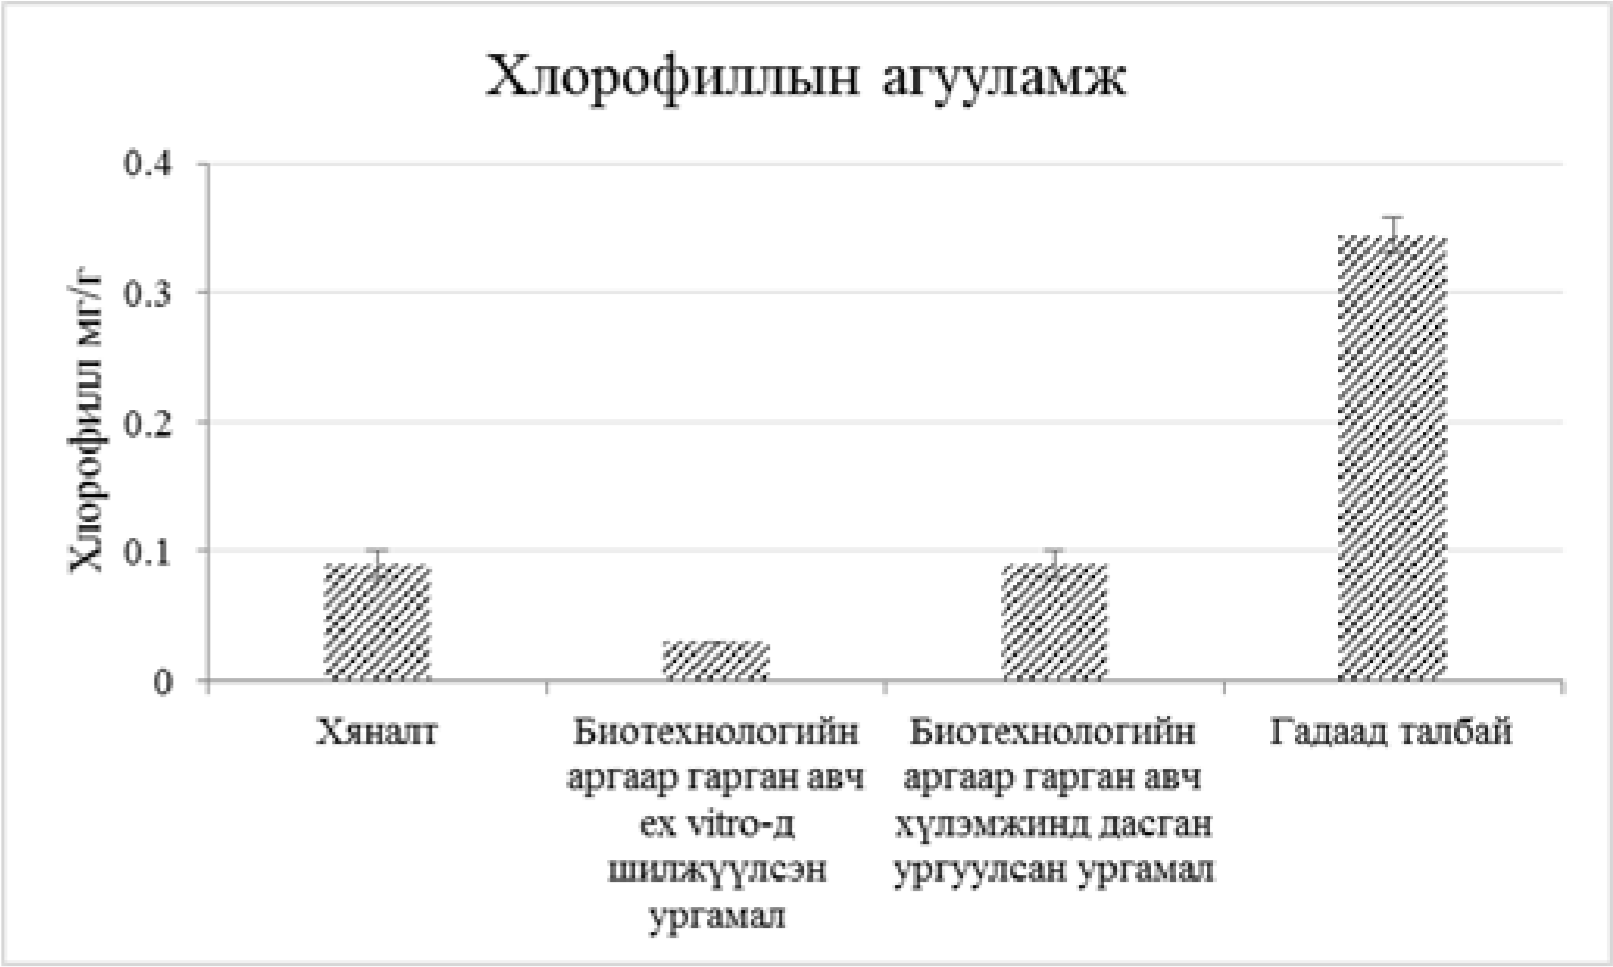 Хлорофиллын агууламж
Хлорофилл мг/г
0.4
0.3
0.2
0.1
0
Хяналт
Биотехнологийн
аргаар гарган авч
ex vitro-д
шилжүүлсэн
ургамал
Биотехнологийн
аргаар гарган авч
хүлэмжинд дасган
ургуулсан ургамал
Гадаад талбай